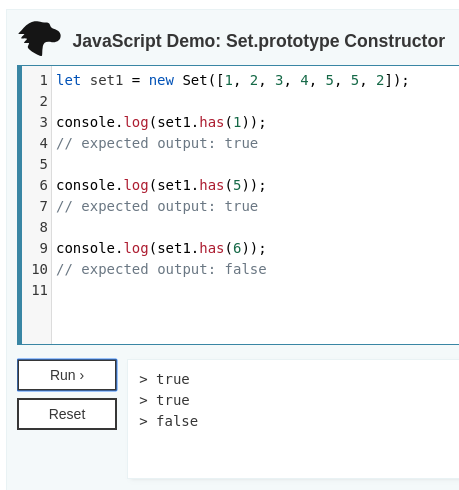 JavaScript Demo: Set.prototype Constructor
1 let set1 = new Set([1, 2, 3, 4, 5, 5, 2]);
2
3 console.log(set1.has(1));
4 // expected output: true
5
6 console.log(set1.has(5));
7 // expected output: true
8
9 console.log(set1.has(6));
10 // expected output: false
11
Run ›
Reset
> true
> true
> false